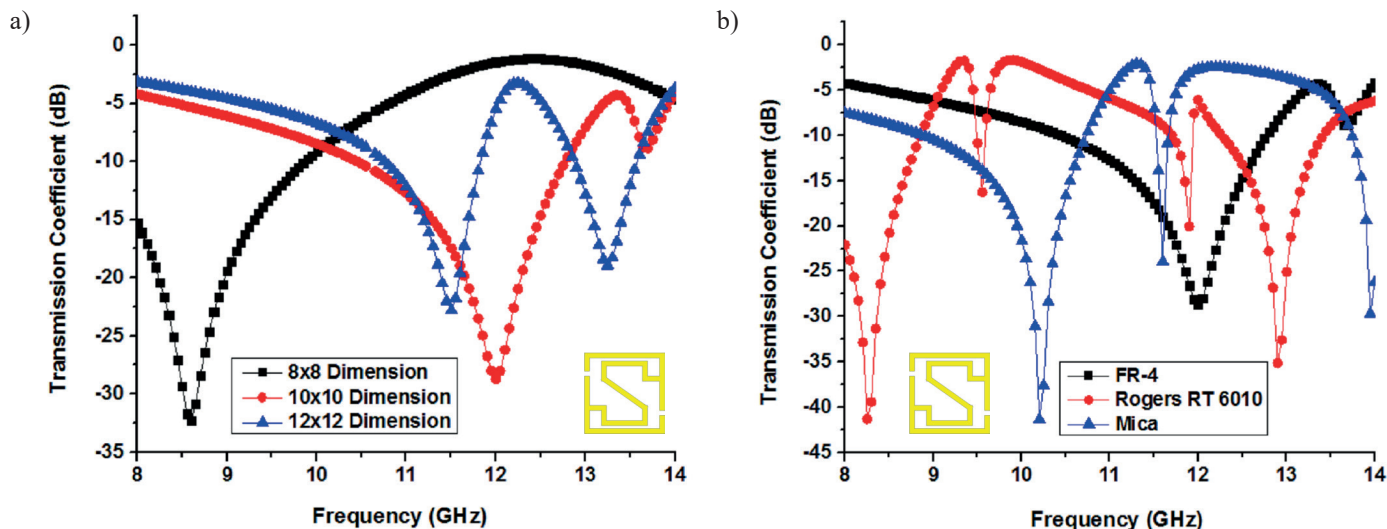 a)
0
-5
-10
-15
-20
-25
-30
-35
Transmission Coefficient (dB)
8x8 Dimension
10x10 Dimension
12x12 Dimension
8 9 10 11 12 13 14
Frequency (GHz)
b)
0
-5
-10
-15
-20
-25
-30
-35
-40
-45
Transmission Coefficient (dB)
FR-4
Rogers RT 6010
Mica
8 9 10 11 12 13 14
Frequency (GHz)